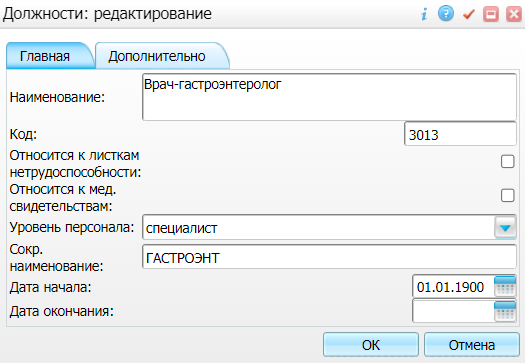 Должности: редактирование
Главная
Дополнительно
Наименование:
Врач-гастроэнтеролог
Код:
3013
Относится к листкам
нетрудоспособности:
Относится к мед.
свидетельствам:
Уровень персонала:
специалист
Сокр.
наименование:
ГАСТРОЭНТ
Дата начала:
01.01.1900
Дата окончания:
OK
Отмена